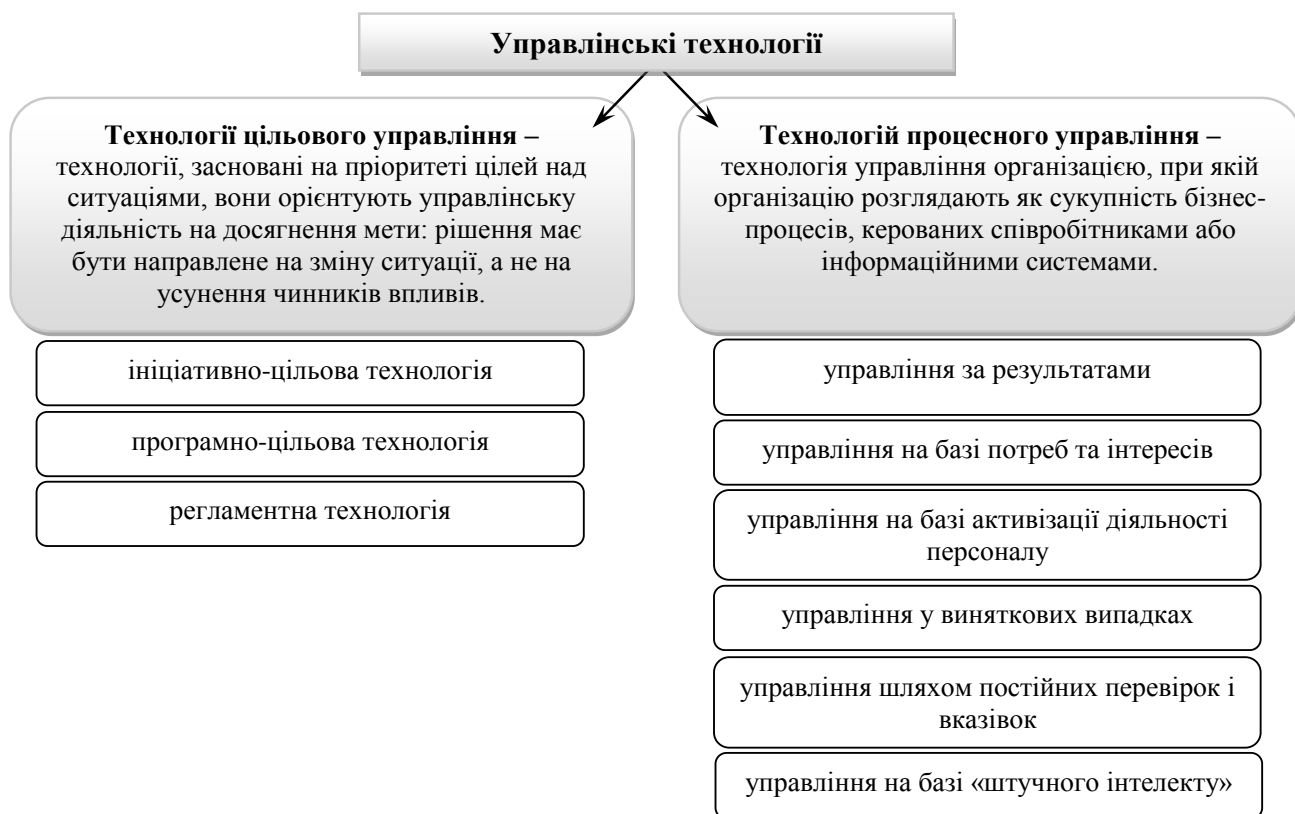 Управлінські технології
Технології цільового управління –
технології, засновані на пріоритеті цілей над
ситуаціями, вони орієнтують управлінську
діяльність на досягнення мети: рішення має
бути направлене на зміну ситуації, а не на
усунення чинників впливів.
ініціативно-цільова технологія
програмно-цільова технологія
регламентна технологія
Технологій процесного управління –
технологія управління організацією, при якій
організацію розглядають як сукупність бізнес-
процесів, керованих співробітниками або
інформаційними системами.
управління за результатами
управління на базі потреб та інтересів
управління на базі активізації діяльності
персоналу
управління у виняткових випадках
управління шляхом постійних перевірок і
вказівок
управління на базі «штучного інтелекту»